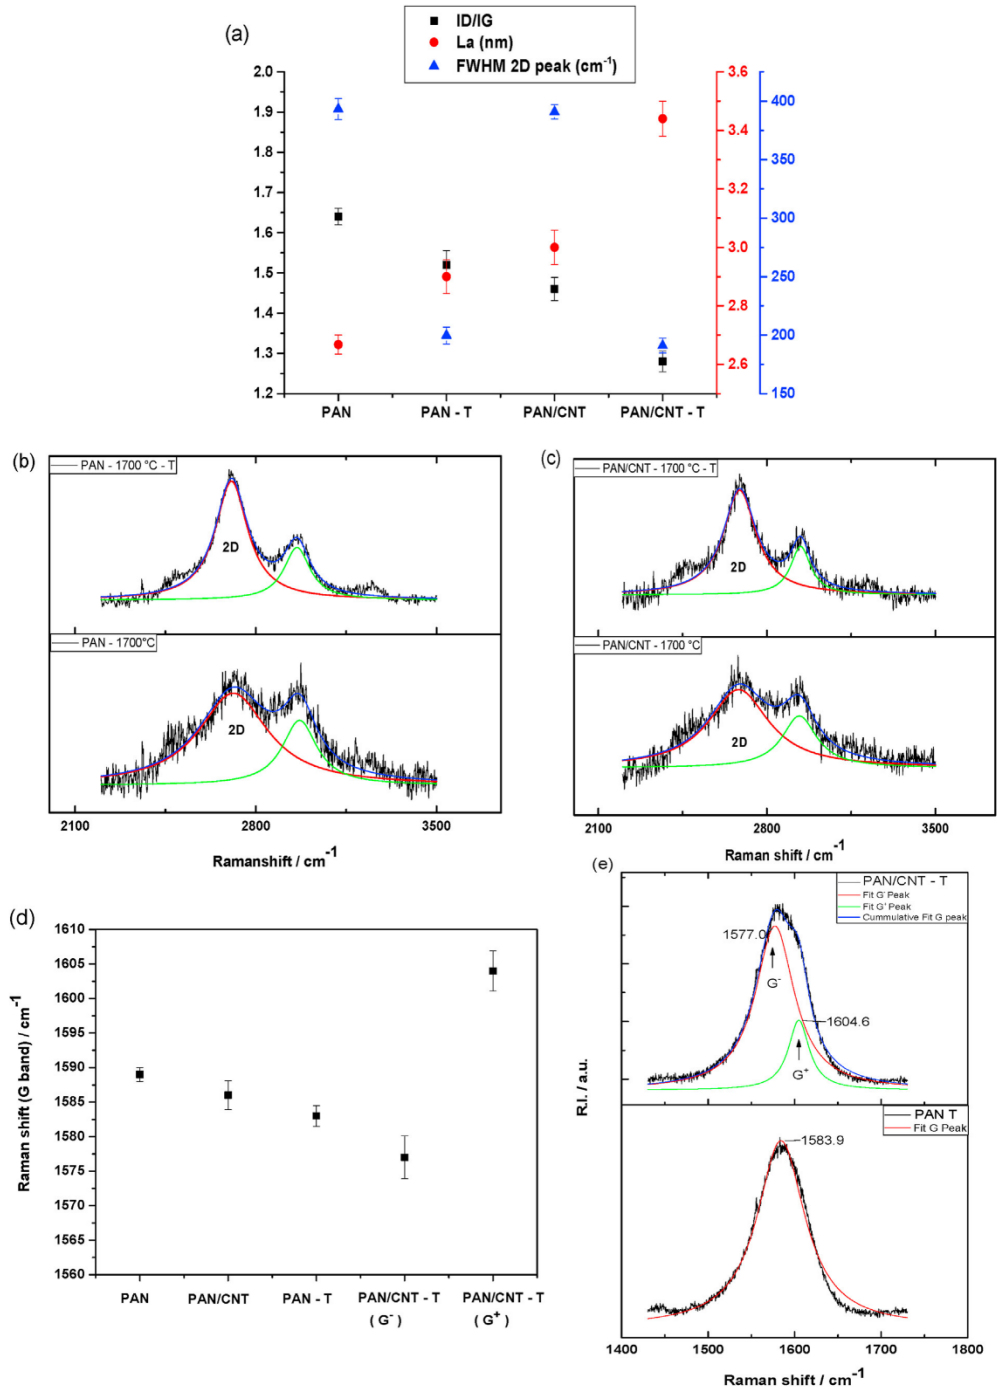 (a)
ID/IG
La (nm)
FWHM 2D peak (cm-1)
2.0
1.9
1.8
1.7
1.6
1.5
1.4
1.3
1.2
3.6
3.4
3.2
3.0
2.8
2.6
400
350
300
250
200
150
PAN
PAN - T
PAN/CNT
PAN/CNT - T
(b)
PAN - 1700 °C - T
2D
PAN - 1700°C
2D
2100
2800
3500
Ramanshift / cm-1
(c)
PAN/CNT - 1700 °C - T
2D
PAN/CNT - 1700 °C
2D
2100
2800
3500
Raman shift / cm-1
(d)
Raman shift (G band) / cm-1
1610
1605
1600
1595
1590
1585
1580
1575
1570
1565
1560
PAN
PAN/CNT
PAN - T
PAN/CNT - T
( G- )
PAN/CNT - T
( G+ )
(e)
PAN/CNT - T
Fit G- Peak
Fit G+ Peak
Cummulative Fit G peak
1577.0
G-
1604.6
G+
R.I. / a.u.
PAN T
Fit G Peak
1583.9
1400
1500
1600
1700
1800
Raman shift / cm-1